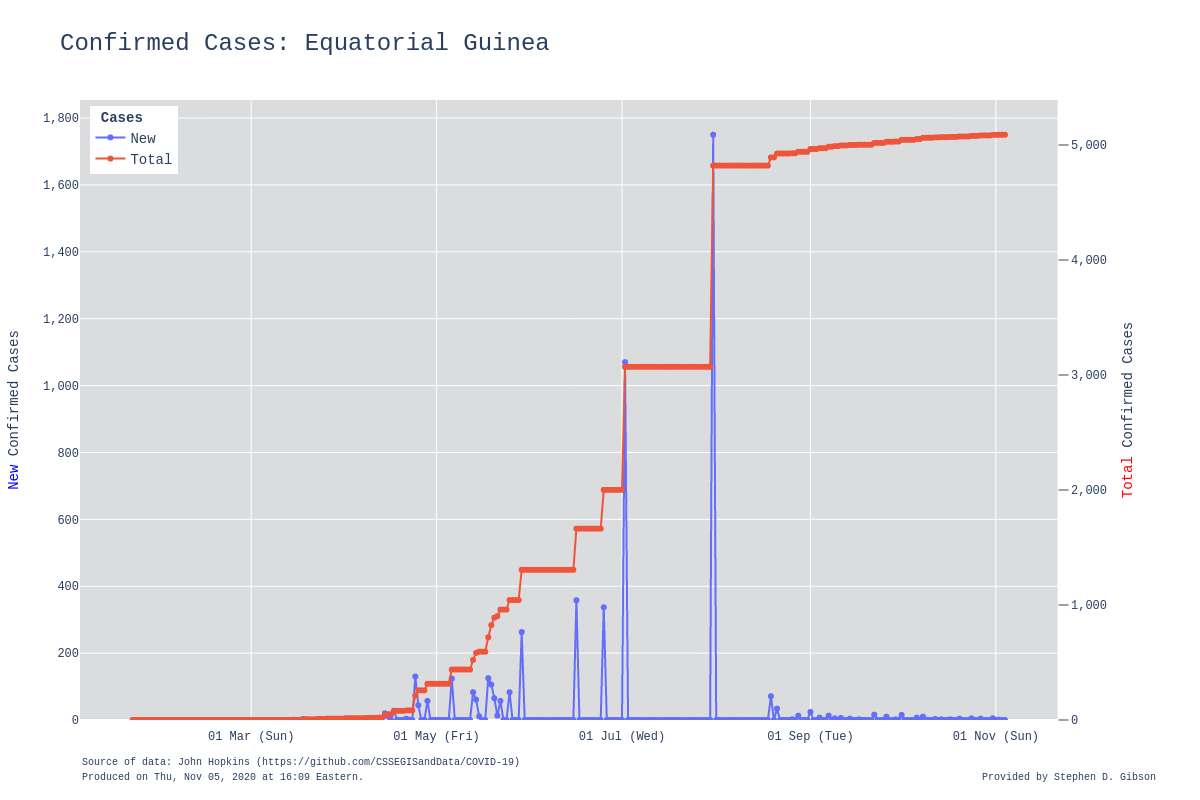 Confirmed Cases: Equatorial Guinea
Cases
New
Total
1,800
1,600
1,400
1,200
1,000
800
600
400
200
0
New Confirmed Cases
5,000
4,000
3,000
2,000
1,000
0
Total Confirmed Cases
01 Mar (Sun)
01 May (Fri)
01 Jul (Wed)
01 Sep (Tue)
01 Nov (Sun)
Source of data: John Hopkins (https://github.com/CSSEGISandData/COVID-19)
Produced on Thu, Nov 05, 2020 at 16:09 Eastern.
Provided by Stephen D. Gibson